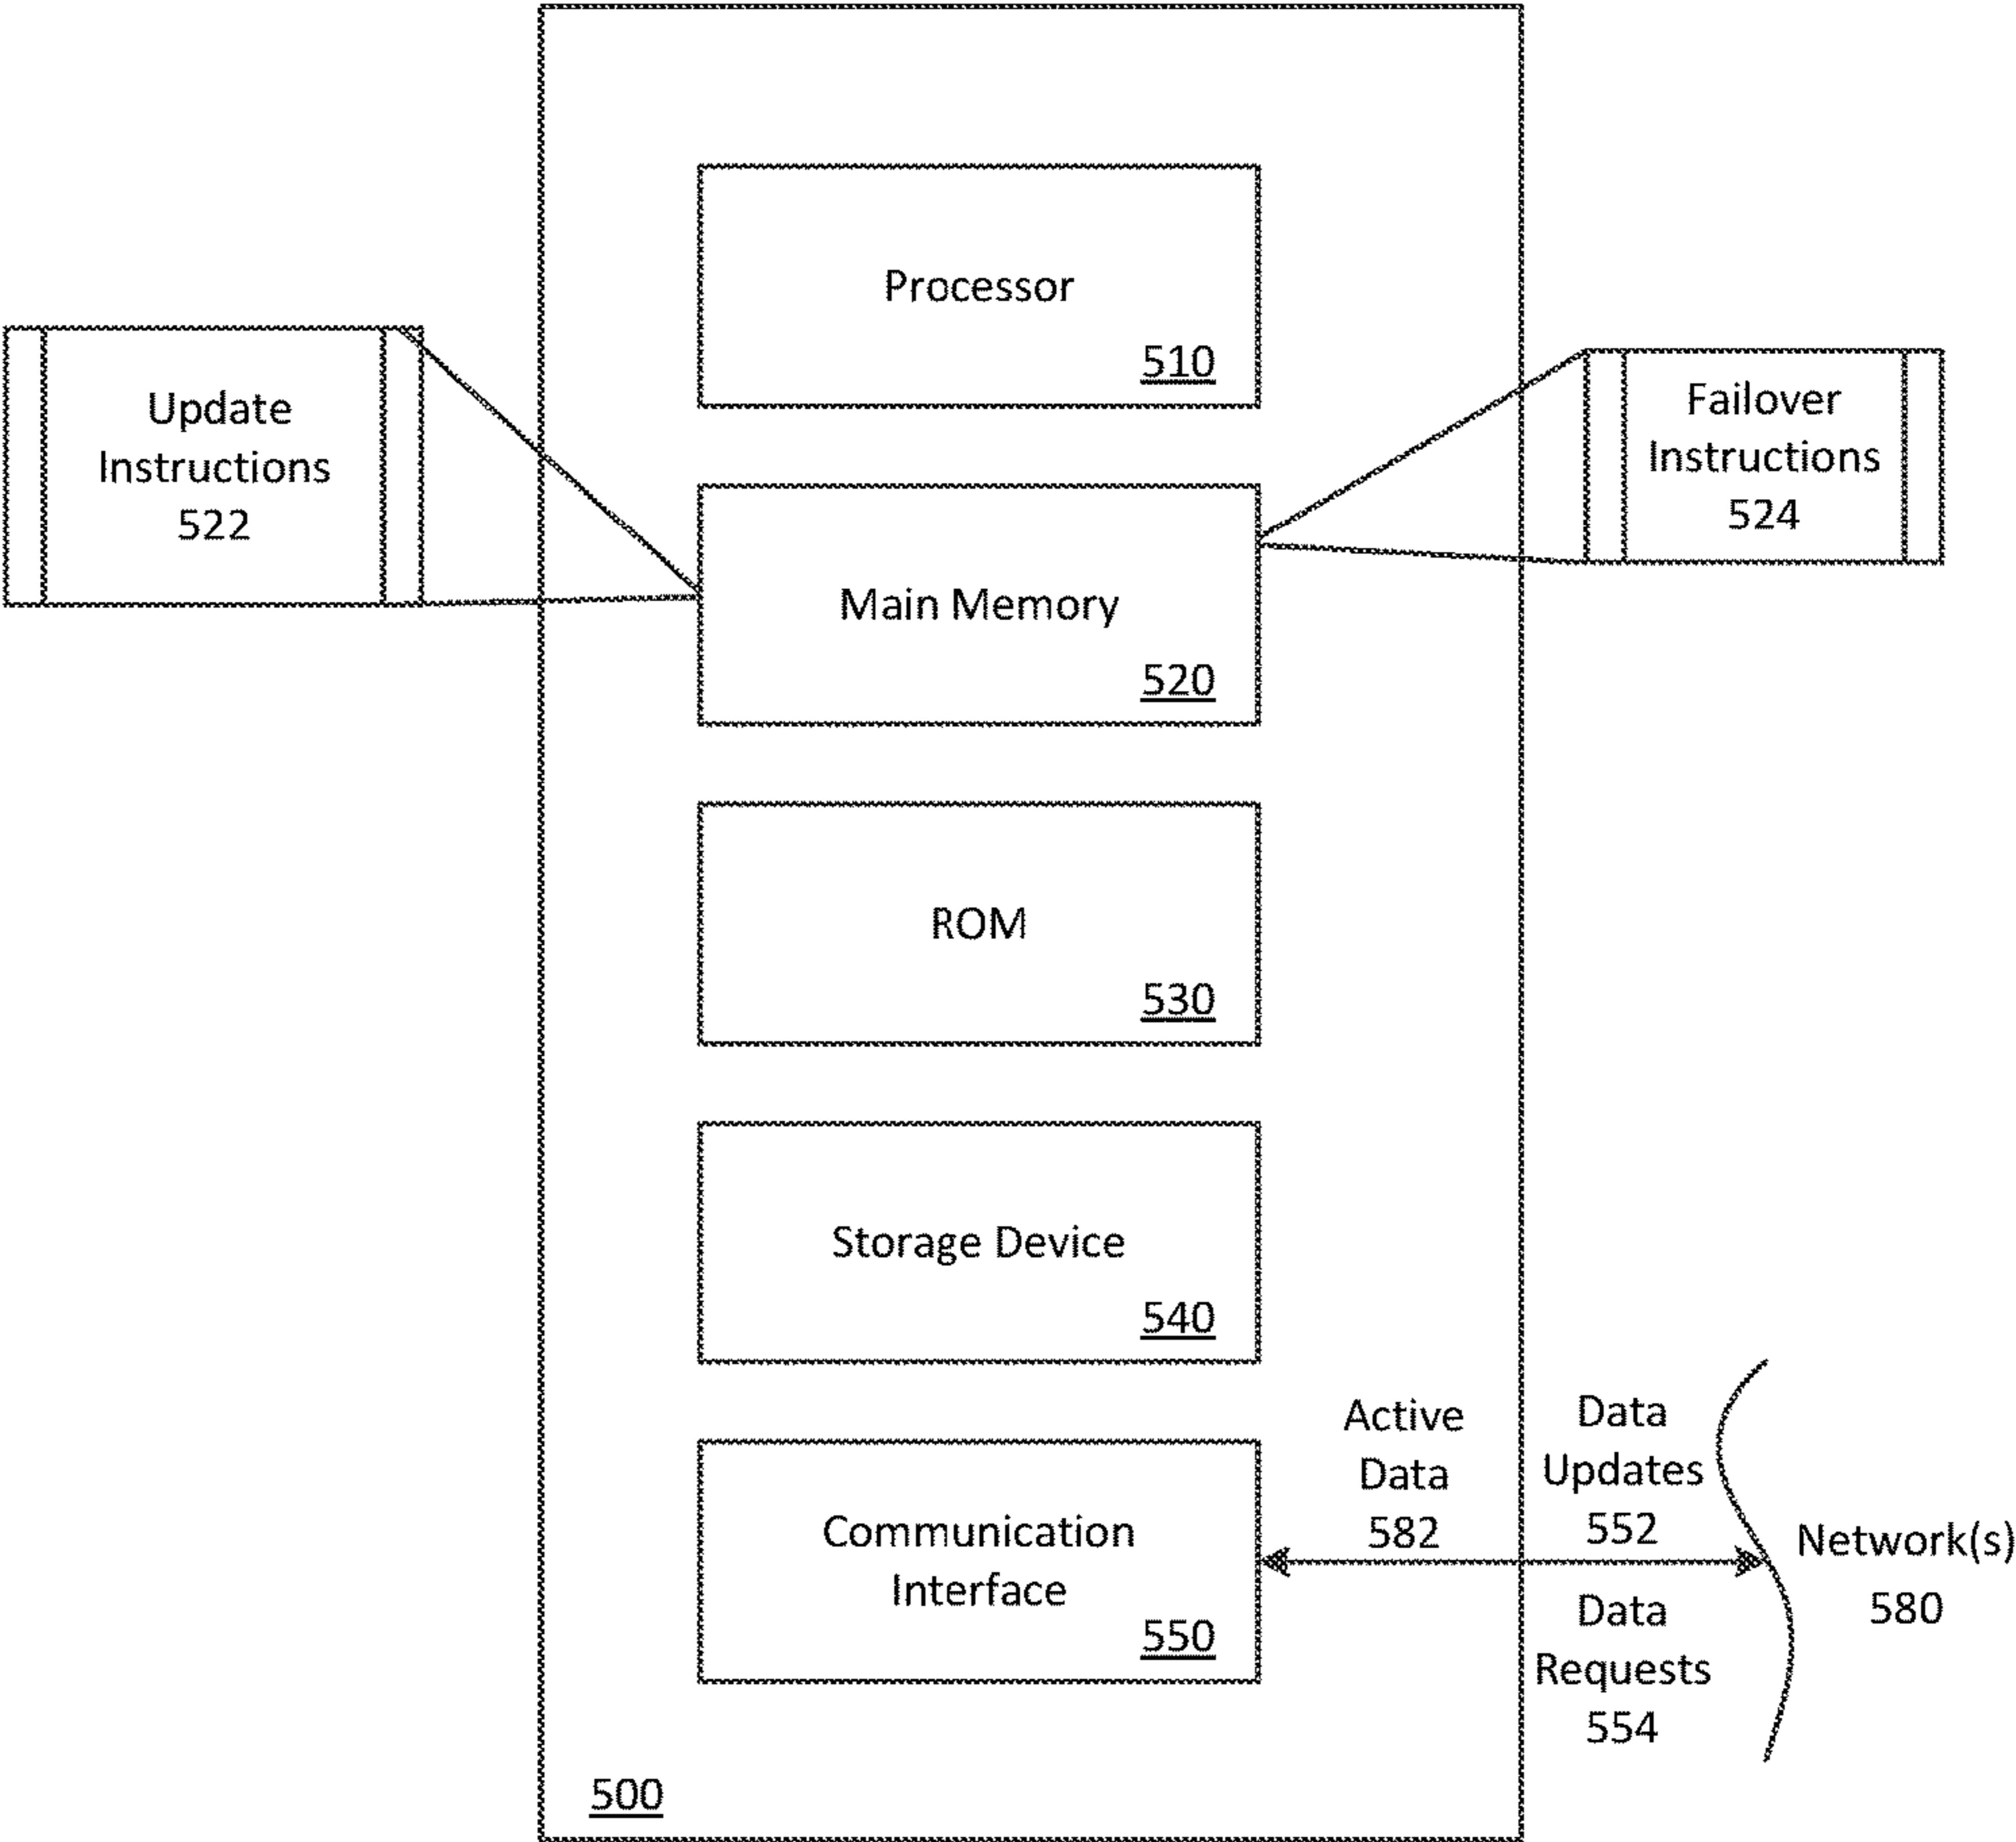 Processor
510
Update
Instructions
522
Failover
Instructions
524
Main Memory
520
ROM
530
Storage Device
540
Active
Data
582
Data
Updates
552
Communication
Interface
550
Network(s)
580
Data
Requests
554
500